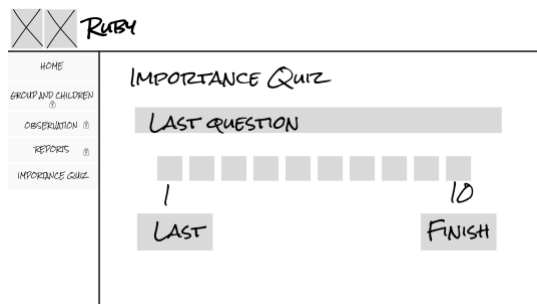 Ruby
HOME
GROUP AND CHILDREN
OBSERVATION
REPORTS
IMPORTANCE QUIZ
IMPORTANCE QUIZ
LAST QUESTION
1
10
LAST
FINISH